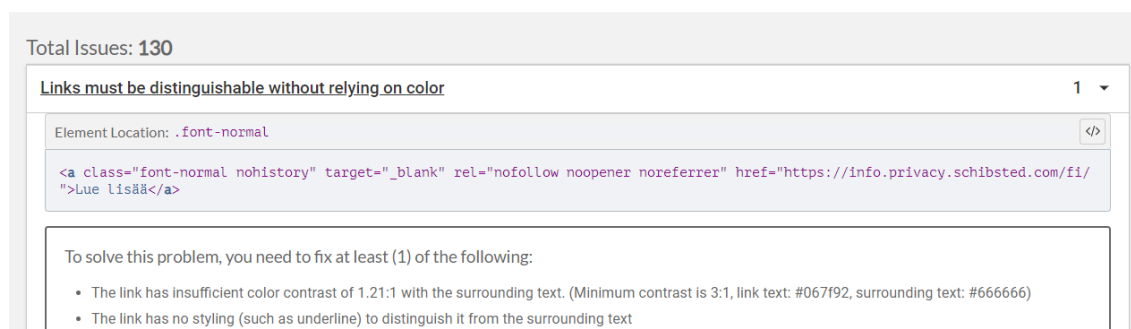 Total Issues: 130
Links must be distinguishable without relying on color 1
Element Location: .font-normal </>
<a class="font-normal nohistory" target="_blank" rel="nofollow noopener noreferrer" href="https://info.privacy.schibsted.com/fi/
">Lue lisää</a>
To solve this problem, you need to fix at least (1) of the following:
• The link has insufficient color contrast of 1.21:1 with the surrounding text. (Minimum contrast is 3:1, link text: #067f92, surrounding text: #666666)
• The link has no styling (such as underline) to distinguish it from the surrounding text